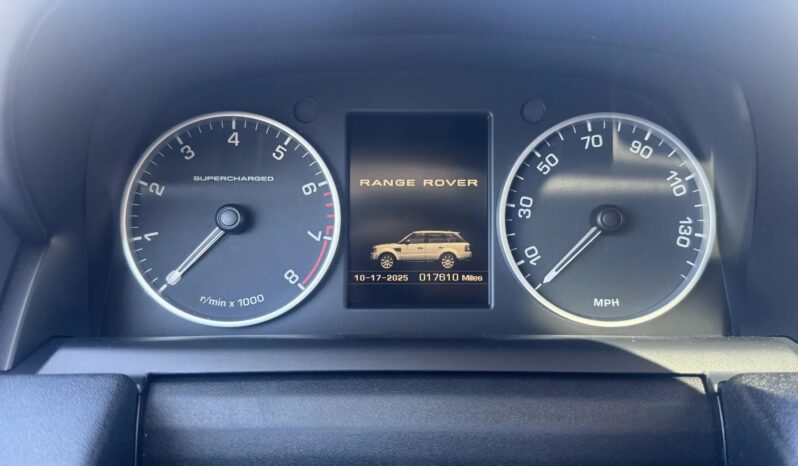 1 2 3 4 5 6 7 8
SUPERCHARGED
r/min x 1000
RANGE ROVER
10-17-2025 017610 Miles
10 30 50 70 90 110 130
MPH